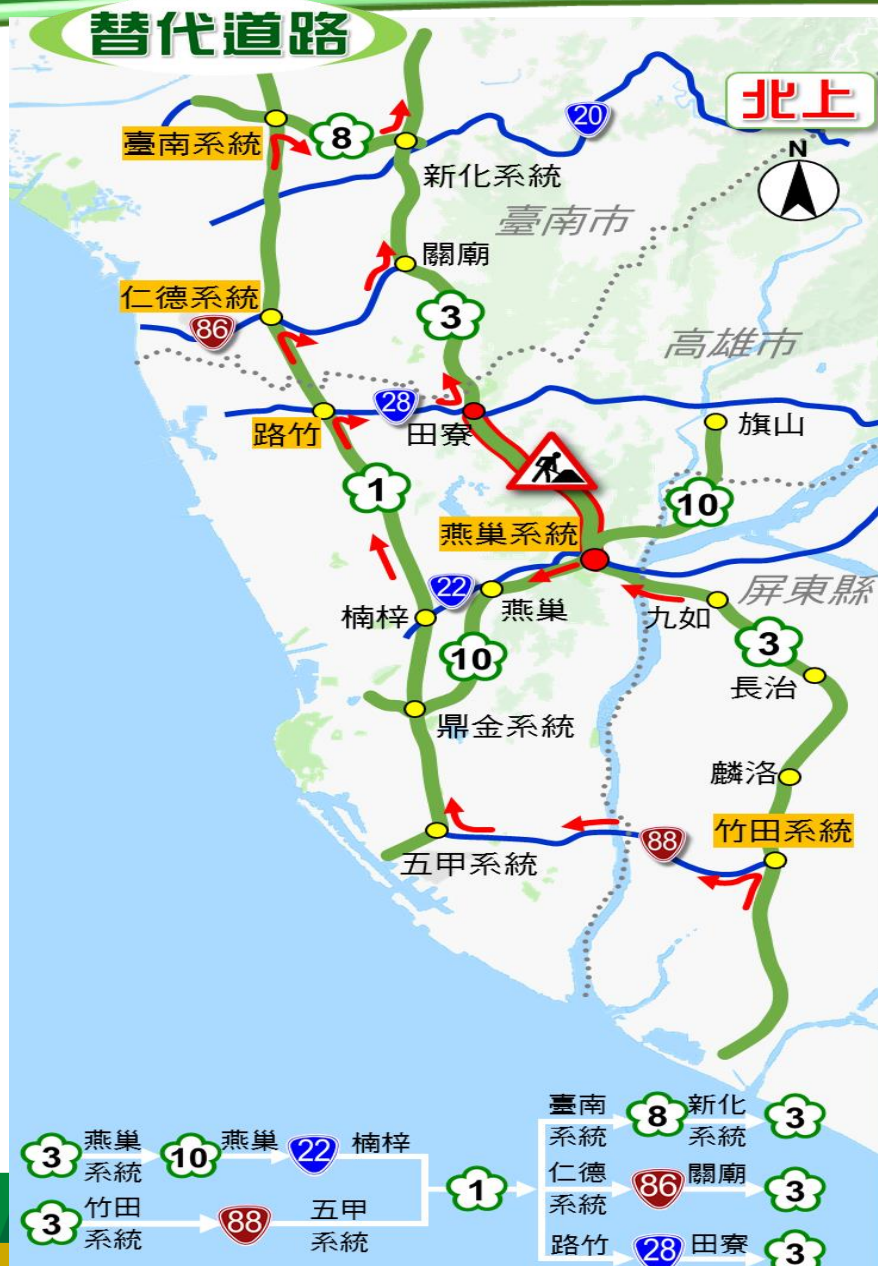 替代道路
北上
N
20
臺南系統
8
新化系統
臺南市
關廟
仁德系統
86
3
高雄市
28
路竹
田寮
旗山
1
10
燕巢系統
22
燕巢
楠梓
九如
屏東縣
10
3
長治
鼎金系統
麟洛
竹田系統
88
五甲系統
3 燕巢系統 10 燕巢 22 楠梓
3 竹田系統 88 五甲系統
1
臺南系統 8 新化系統 3
仁德系統 86 關廟 3
路竹 28 田寮 3